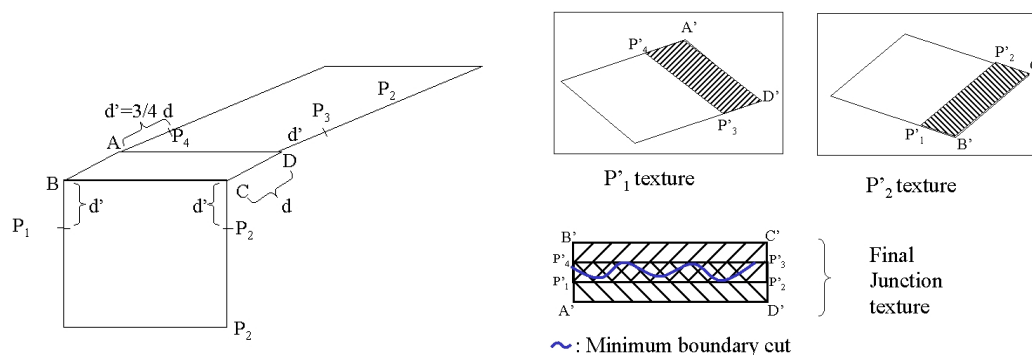 P2
d'=3/4 d
P3
P4
d'
A
D
B
C
d' d'
d
P1
P2
P2
A'
P'4
D'
P'3
P'1 texture
P'2
P'1
B'
P'2 texture
B' C'
P'4 P'3
P'1 P'2
A' D'
Final
Junction
texture
: Minimum boundary cut